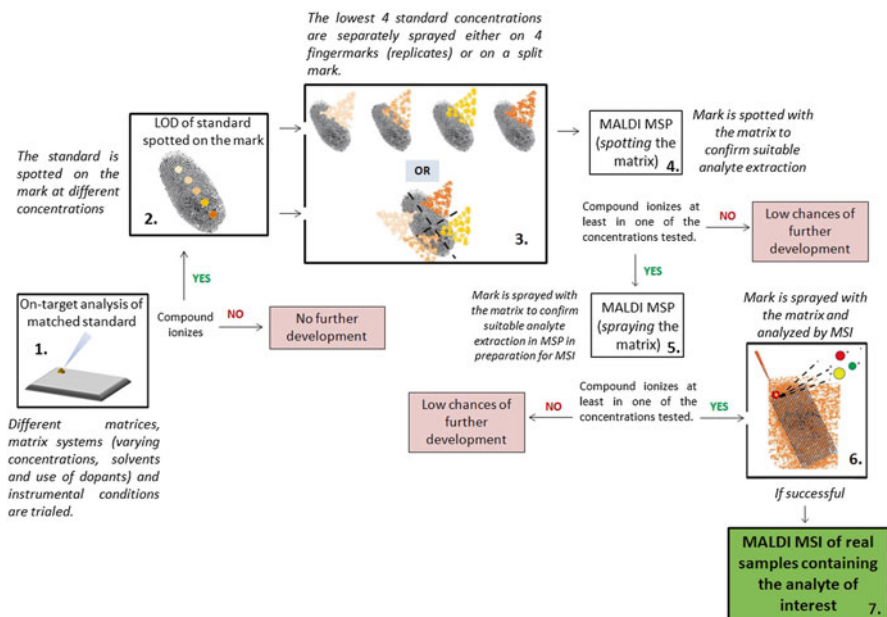 The lowest 4 standard concentrations
are separately sprayed either on 4
fingermarks (replicates) or on a split
mark.
LOD of standard
spotted on the mark
2.
The standard is
spotted on the
mark at different
concentrations
OR
3.
MALDI MSP
(spotting the
matrix)
4.
Mark is spotted with
the matrix to
confirm suitable
analyte extraction
Compound ionizes at
least in one of the
concentrations tested.
NO
Low chances of
further
development
YES
YES
On-target analysis of
matched standard
1.
Compound
ionizes
NO
No further
development
Different matrices,
matrix systems (varying
concentrations, solvents
and use of dopants) and
instrumental conditions
are trialed.
Mark is sprayed with
the matrix to confirm
suitable analyte
extraction in MSP in
preparation for MSI
MALDI MSP
(spraying the
matrix)
5.
Mark is sprayed with
the matrix and
analyzed by MSI
Compound ionizes at
least in one of the
concentrations tested.
NO
Low chances of
further
development
YES
6.
If successful
MALDI MSI of real
samples containing
the analyte of
interest
7.